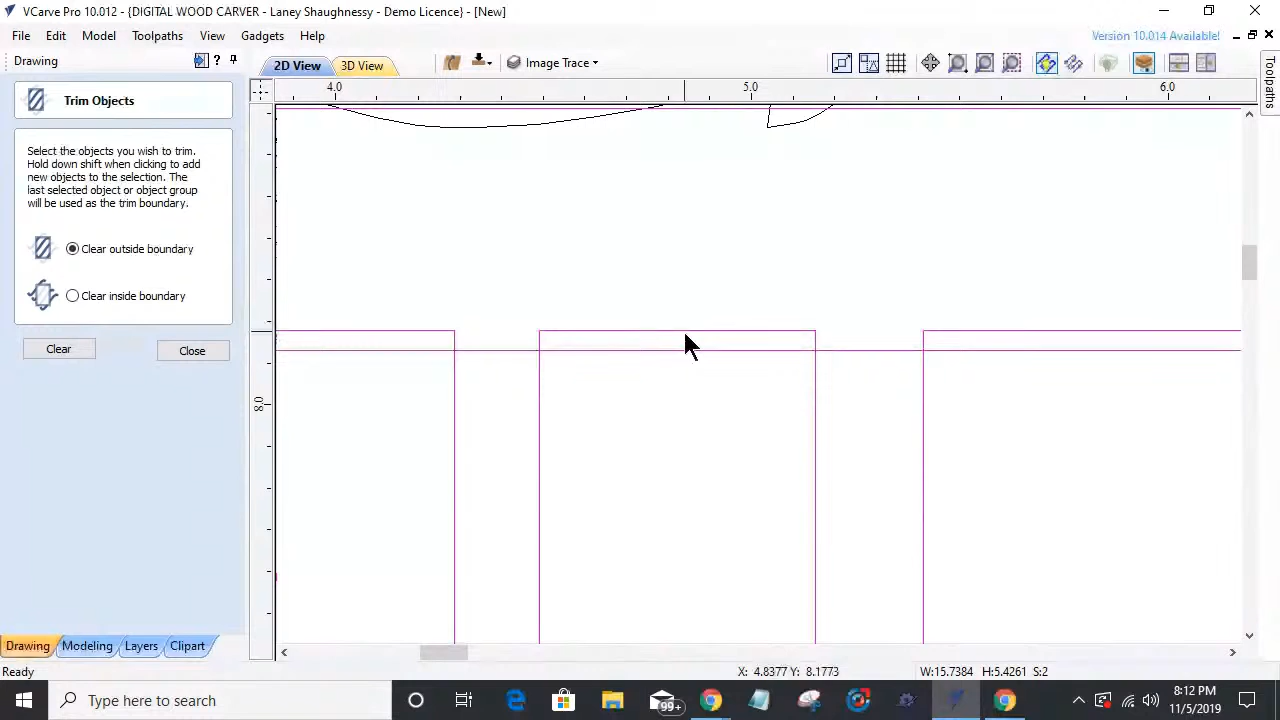 VCarve Pro 10.012 - {DIGITAL WOOD CARVER - Laney Shaughnessy - Demo Licence} - [New]
File Edit Model Toolpaths View Gadgets Help Version 10.014 Available!
Drawing ?
2D View 3D View Image Trace
Toolpaths
4.0 5.0 6.0
Trim Objects
Select the objects you wish to trim.
Hold down shift when clicking to add
new objects to the selection. The
last selected object or object group
will be used as the trim boundary.
Clear outside boundary
Clear inside boundary
Clear Close
8.0
Drawing Modeling Layers Clipart
Ready X: 4.8377 Y: 8.1773 W:15.7384 H:5.4261 S:2
Type here to search
99+
8:12 PM
11/5/2019